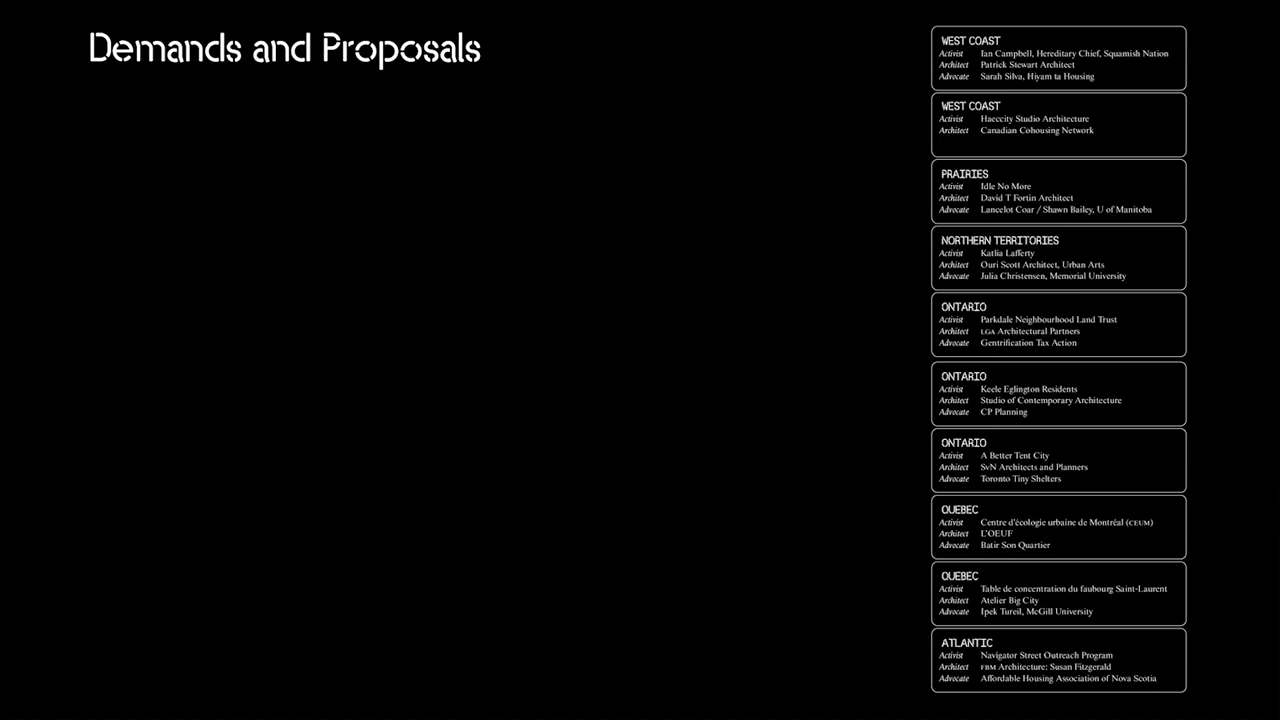 Demands and Proposals
WEST COAST
Activist Ian Campbell, Hereditary Chief, Squamish Nation
Architect Patrick Stewart Architect
Advocate Sarah Silva, Hiyam ta Housing
WEST COAST
Activist Haeccity Studio Architecture
Architect Canadian Cohousing Network
PRAIRIES
Activist Idle No More
Architect David T Fortin Architect
Advocate Lancelot Coar / Shawn Bailey, U of Manitoba
NORTHERN TERRITORIES
Activist Katlia Lafferty
Architect Ouri Scott Architect, Urban Arts
Advocate Julia Christensen, Memorial University
ONTARIO
Activist Parkdale Neighbourhood Land Trust
Architect LGA Architectural Partners
Advocate Gentrification Tax Action
ONTARIO
Activist Keele Eglington Residents
Architect Studio of Contemporary Architecture
Advocate CP Planning
ONTARIO
Activist A Better Tent City
Architect SvN Architects and Planners
Advocate Toronto Tiny Shelters
QUEBEC
Activist Centre d'écologie urbaine de Montréal (CEUM)
Architect L'OEUF
Advocate Batir Son Quartier
QUEBEC
Activist Table de concentration du faubourg Saint-Laurent
Architect Atelier Big City
Advocate Ipek Tureil, McGill University
ATLANTIC
Activist Navigator Street Outreach Program
Architect FBM Architecture: Susan Fitzgerald
Advocate Affordable Housing Association of Nova Scotia